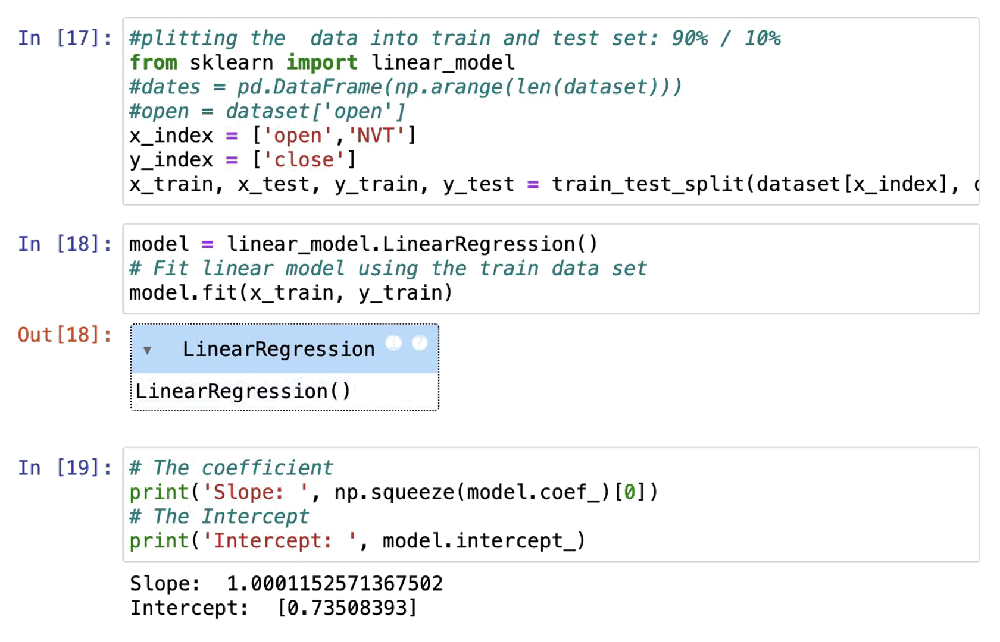 In [17]:
#plitting the  data into train and test set: 90% / 10%
from sklearn import linear_model
#dates = pd.DataFrame(np.arange(len(dataset)))
#open = dataset['open']
x_index = ['open','NVT']
y_index = ['close']
x_train, x_test, y_train, y_test = train_test_split(dataset[x_index],
In [18]:
model = linear_model.LinearRegression()
# Fit linear model using the train data set
model.fit(x_train, y_train)
Out[18]:
▼ LinearRegression i ?
LinearRegression()
In [19]:
# The coefficient
print('Slope: ', np.squeeze(model.coef_)[0])
# The Intercept
print('Intercept: ', model.intercept_)
Slope:  1.0001152571367502
Intercept:  [0.73508393]